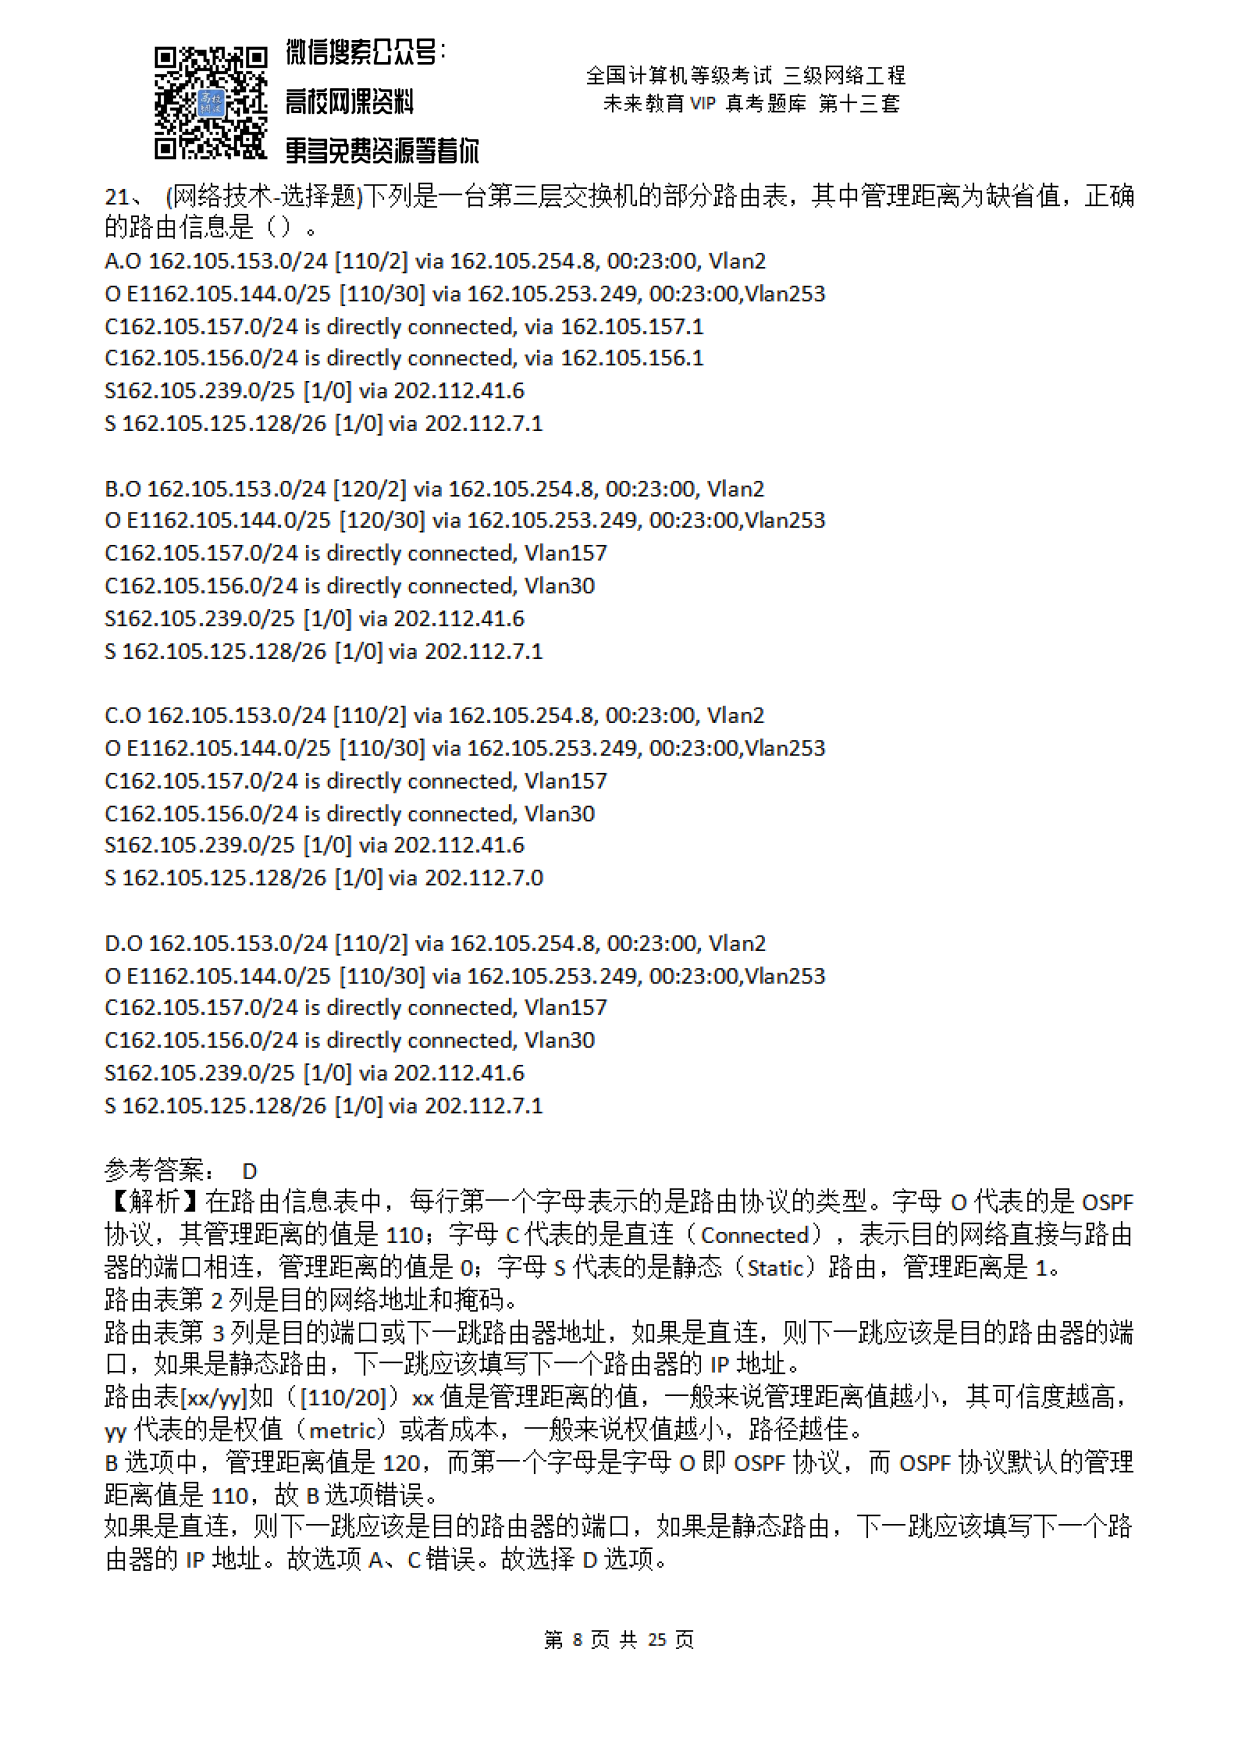 微信搜索公众号：
高校网课资料
更多免费资源等着你
全国计算机等级考试 三级网络工程
未来教育 VIP 真考题库 第十三套
21、 (网络技术-选择题)下列是一台第三层交换机的部分路由表，其中管理距离为缺省值，正确
的路由信息是（）。
A.O 162.105.153.0/24 [110/2] via 162.105.254.8, 00:23:00, Vlan2
O E1162.105.144.0/25 [110/30] via 162.105.253.249, 00:23:00,Vlan253
C162.105.157.0/24 is directly connected, via 162.105.157.1
C162.105.156.0/24 is directly connected, via 162.105.156.1
S162.105.239.0/25 [1/0] via 202.112.41.6
S 162.105.125.128/26 [1/0] via 202.112.7.1
B.O 162.105.153.0/24 [120/2] via 162.105.254.8, 00:23:00, Vlan2
O E1162.105.144.0/25 [120/30] via 162.105.253.249, 00:23:00,Vlan253
C162.105.157.0/24 is directly connected, Vlan157
C162.105.156.0/24 is directly connected, Vlan30
S162.105.239.0/25 [1/0] via 202.112.41.6
S 162.105.125.128/26 [1/0] via 202.112.7.1
C.O 162.105.153.0/24 [110/2] via 162.105.254.8, 00:23:00, Vlan2
O E1162.105.144.0/25 [110/30] via 162.105.253.249, 00:23:00,Vlan253
C162.105.157.0/24 is directly connected, Vlan157
C162.105.156.0/24 is directly connected, Vlan30
S162.105.239.0/25 [1/0] via 202.112.41.6
S 162.105.125.128/26 [1/0] via 202.112.7.0
D.O 162.105.153.0/24 [110/2] via 162.105.254.8, 00:23:00, Vlan2
O E1162.105.144.0/25 [110/30] via 162.105.253.249, 00:23:00,Vlan253
C162.105.157.0/24 is directly connected, Vlan157
C162.105.156.0/24 is directly connected, Vlan30
S162.105.239.0/25 [1/0] via 202.112.41.6
S 162.105.125.128/26 [1/0] via 202.112.7.1
参考答案： D
【解析】在路由信息表中，每行第一个字母表示的是路由协议的类型。字母 O 代表的是 OSPF
协议，其管理距离的值是 110；字母 C 代表的是直连（Connected），表示目的网络直接与路由
器的端口相连，管理距离的值是 0；字母 S 代表的是静态（Static）路由，管理距离是 1。
路由表第 2 列是目的网络地址和掩码。
路由表第 3 列是目的端口或下一跳路由器地址，如果是直连，则下一跳应该是目的路由器的端
口，如果是静态路由，下一跳应该填写下一个路由器的 IP 地址。
路由表[xx/yy]如（[110/20]）xx 值是管理距离的值，一般来说管理距离值越小，其可信度越高，
yy 代表的是权值（metric）或者成本，一般来说权值越小，路径越佳。
B 选项中，管理距离值是 120，而第一个字母是字母 O 即 OSPF 协议，而 OSPF 协议默认的管理
距离值是 110，故 B 选项错误。
如果是直连，则下一跳应该是目的路由器的端口，如果是静态路由，下一跳应该填写下一个路
由器的 IP 地址。故选项 A、C 错误。故选择 D 选项。
第 8 页 共 25 页